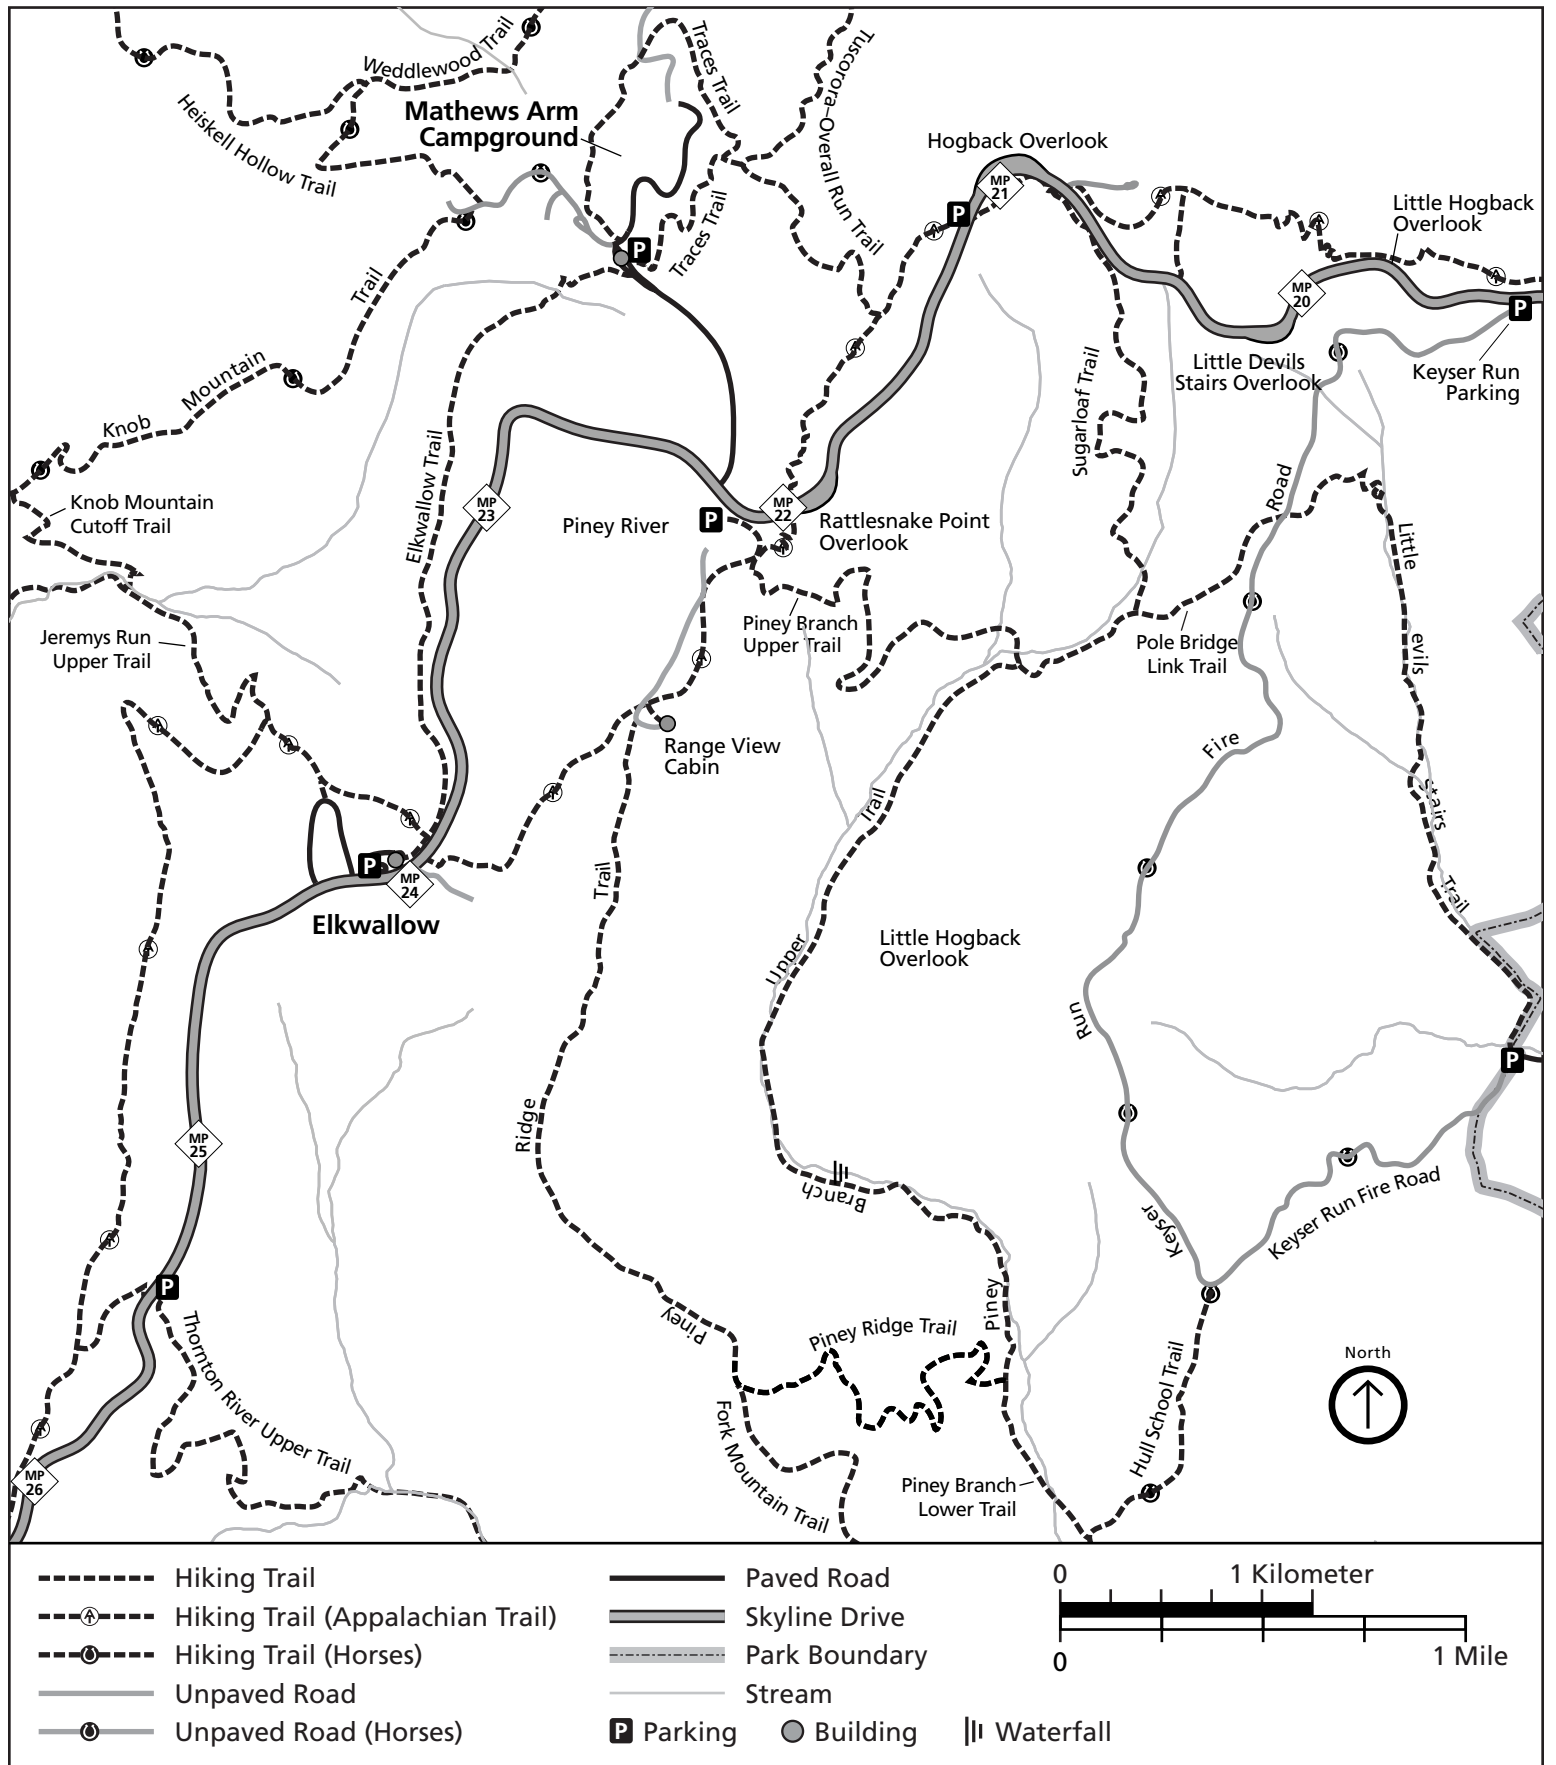 Weddlewood Trail
Traces Trail
Tuscorora-Overall Run Trail
Heiskell Hollow Trail
Mathews Arm
Campground
Hogback Overlook
MP
21
P
Little Hogback
Overlook
P
Traces Trail
Knob Mountain Trail
MP
20
P
Keyser Run
Parking
Little Devils
Stairs Overlook
Sugarloaf Trail
Elkwallow Trail
Knob Mountain
Cutoff Trail
MP
23
Piney River
P
MP
22
Rattlesnake Point
Overlook
Jeremys Run
Upper Trail
Piney Branch
Upper Trail
Pole Bridge
Link Trail
Little
evils
Stairs
Trail
Range View
Cabin
Keyser Run Fire Road
P
MP
24
Elkwallow
Piney Branch Upper Trail
Little Hogback
Overlook
Piney Ridge Trail
P
MP
25
Keyser Run Fire Road
P
Thornton River Upper Trail
Piney Ridge Trail
Fork Mountain Trail
Hull School Trail
North
MP
26
Piney Branch
Lower Trail
Hiking Trail
Hiking Trail (Appalachian Trail)
Hiking Trail (Horses)
Unpaved Road
Unpaved Road (Horses)
Paved Road
Skyline Drive
Park Boundary
Stream
P Parking
Building
Waterfall
0 1 Kilometer
0 1 Mile